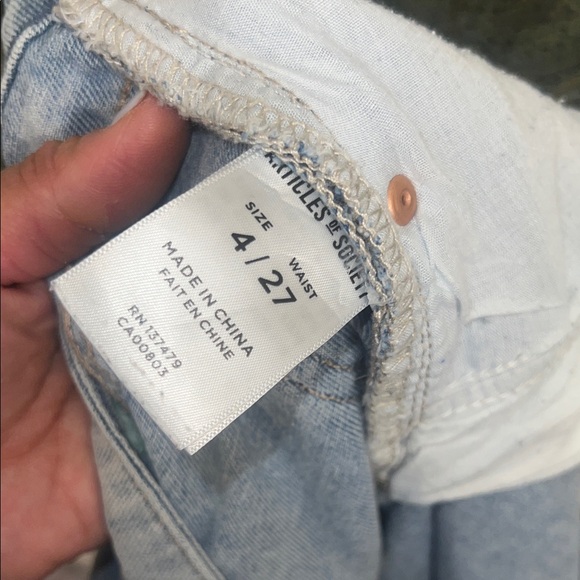 ARTICLES OF SOCIETY
SIZE WAIST
4 / 27
MADE IN CHINA
FAIT EN CHINE
RN 137479
CA00803